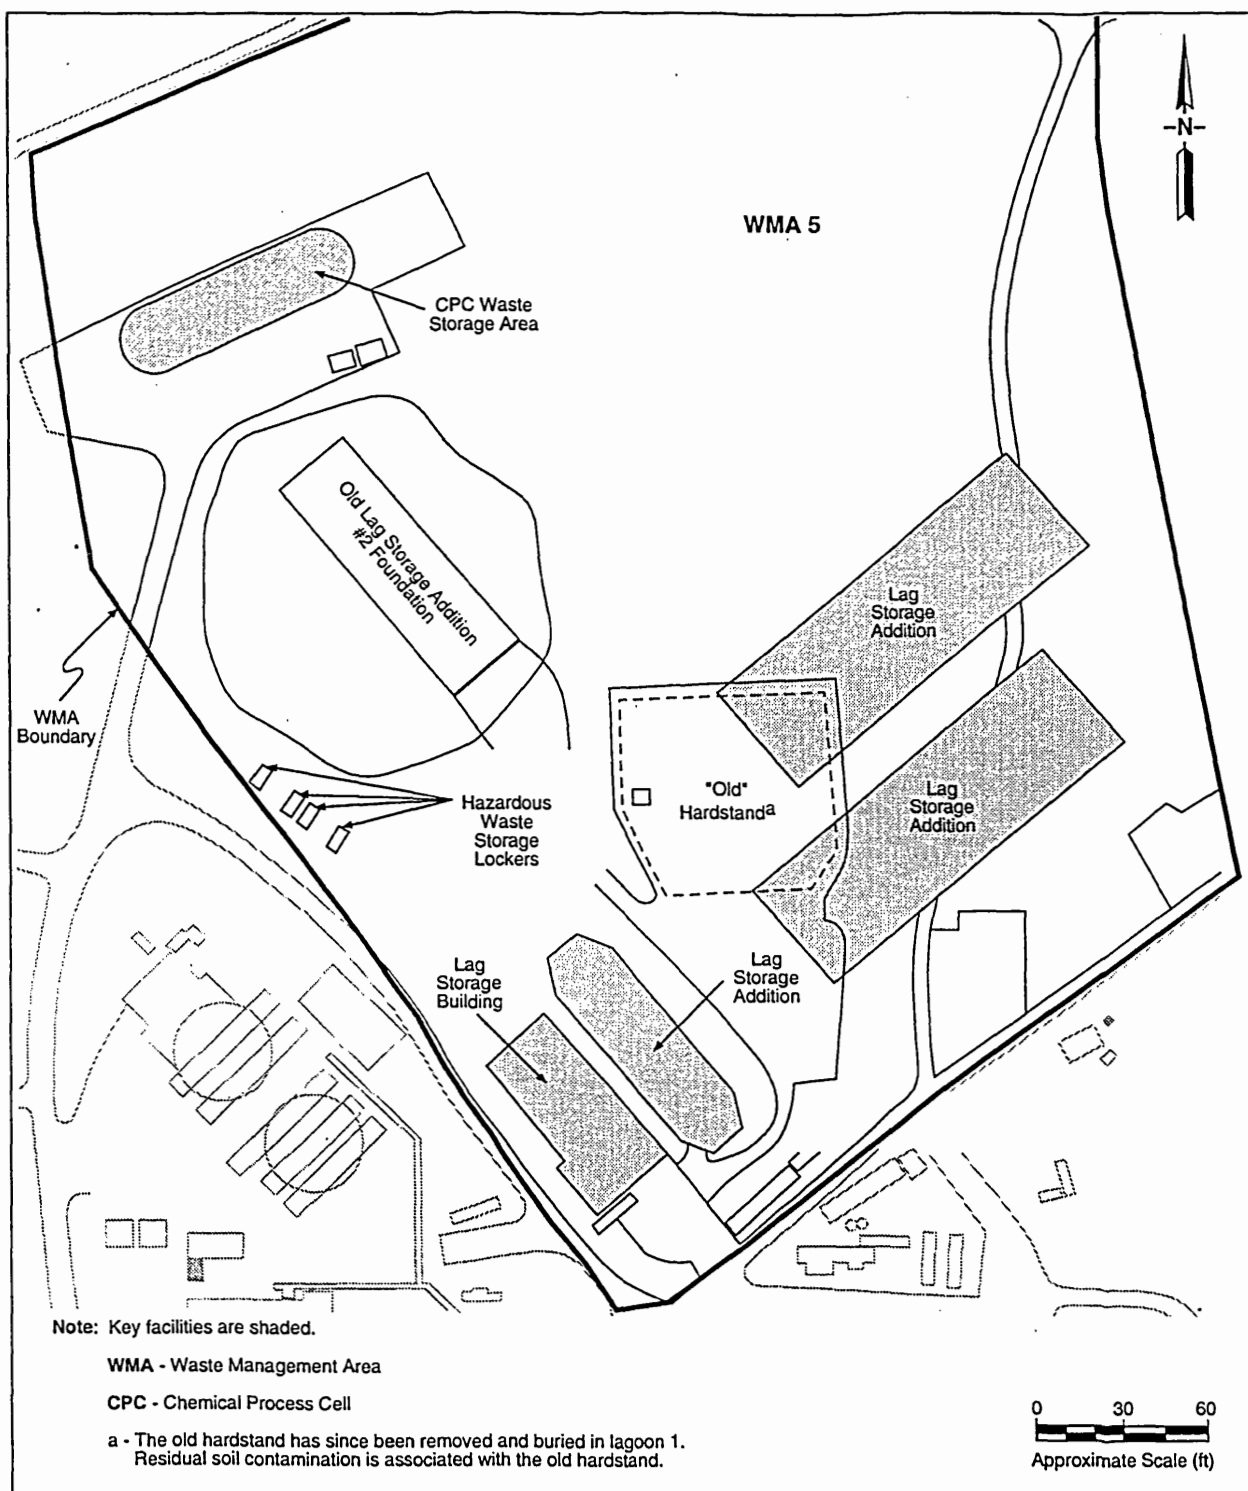 -N-
WMA 5
CPC Waste
Storage Area
Old Lag Storage Addition
#2 Foundation
Lag
Storage
Addition
WMA
Boundary
"Old"
Hardstandª
Lag
Storage
Addition
Hazardous
Waste
Storage
Lockers
Lag
Storage
Building
Lag
Storage
Addition
Note: Key facilities are shaded.
WMA - Waste Management Area
CPC - Chemical Process Cell
a - The old hardstand has since been removed and buried in lagoon 1.
Residual soil contamination is associated with the old hardstand.
0 30 60
Approximate Scale (ft)